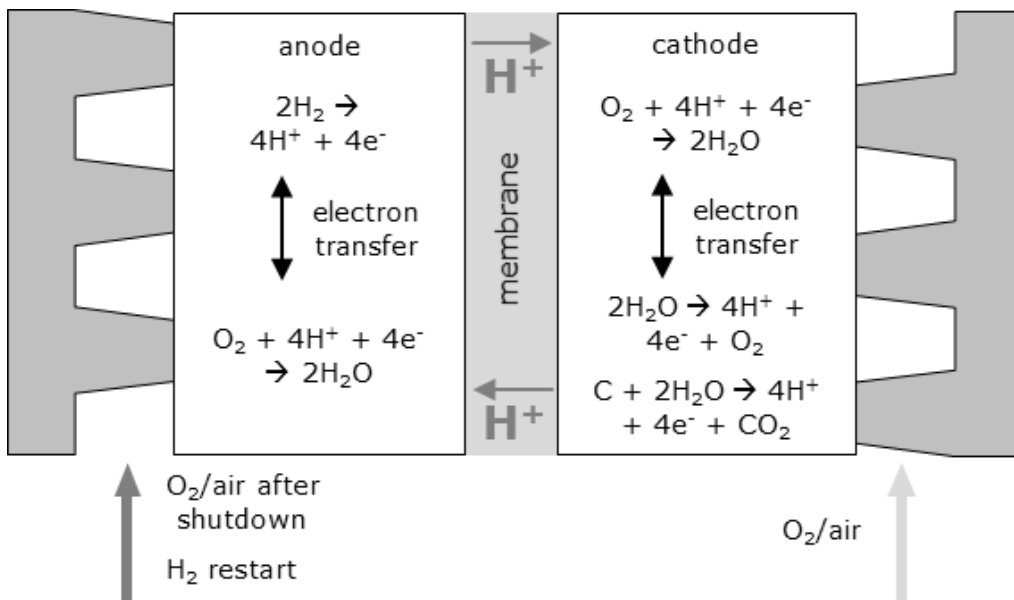 anode
2H₂ →
4H⁺ + 4e⁻
electron
transfer
O₂ + 4H⁺ + 4e⁻
→ 2H₂O
H⁺
membrane
H⁺
cathode
O₂ + 4H⁺ + 4e⁻
→ 2H₂O
electron
transfer
2H₂O → 4H⁺ +
4e⁻ + O₂
C + 2H₂O → 4H⁺
+ 4e⁻ + CO₂
O₂/air after
shutdown
H₂ restart
O₂/air